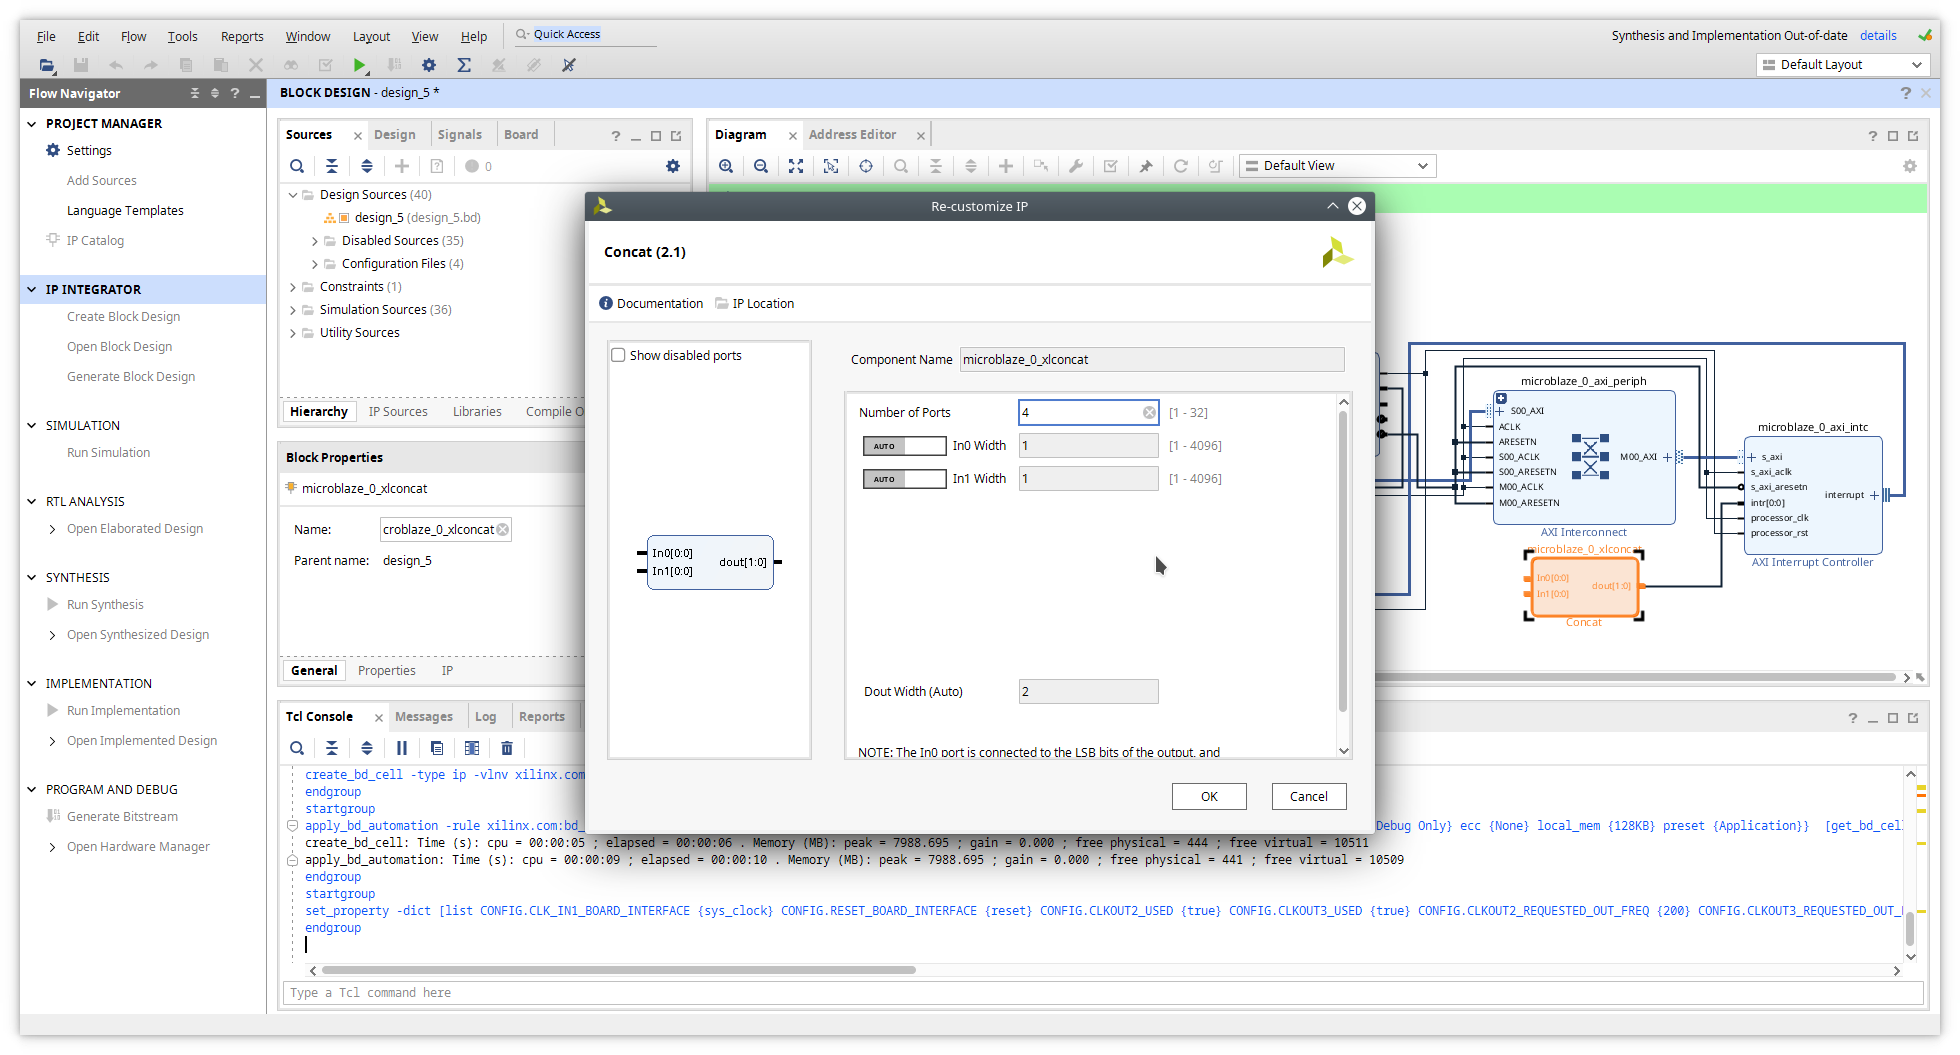 File Edit Flow Tools Reports Window Layout View Help Quick Access
Synthesis and Implementation Out-of-date details
Default Layout
Flow Navigator
PROJECT MANAGER
Settings
Add Sources
Language Templates
IP Catalog
IP INTEGRATOR
Create Block Design
Open Block Design
Generate Block Design
SIMULATION
Run Simulation
RTL ANALYSIS
Open Elaborated Design
SYNTHESIS
Run Synthesis
Open Synthesized Design
IMPLEMENTATION
Run Implementation
Open Implemented Design
PROGRAM AND DEBUG
Generate Bitstream
Open Hardware Manager
BLOCK DESIGN - design_5 *
Sources Design Signals Board
0
Design Sources (40)
design_5 (design_5.bd)
Disabled Sources (35)
Configuration Files (4)
Constraints (1)
Simulation Sources (36)
Utility Sources
Hierarchy IP Sources Libraries Compile O
Block Properties
microblaze_0_xlconcat
Name: croblaze_0_xlconcat
Parent name: design_5
General Properties IP
Diagram Address Editor
Default View
Re-customize IP
Concat (2.1)
Documentation IP Location
Show disabled ports
In0[0:0]
In1[0:0]
dout[1:0]
Component Name microblaze_0_xlconcat
Number of Ports 4 [1 - 32]
AUTO In0 Width 1 [1 - 4096]
AUTO In1 Width 1 [1 - 4096]
Dout Width (Auto) 2
NOTE: The In0 port is connected to the LSB bits of the output, and
OK Cancel
microblaze_0_axi_periph
S00_AXI
ACLK
ARESETN
S00_ACLK
S00_ARESETN
M00_ACLK
M00_ARESETN
M00_AXI
AXI Interconnect
microblaze_0_axi_intc
s_axi
s_axi_aclk
s_axi_aresetn
intr[0:0]
processor_clk
processor_rst
interrupt
AXI Interrupt Controller
microblaze_0_xlconcat
In0[0:0]
In1[0:0]
dout[1:0]
Concat
Tcl Console Messages Log Reports
create_bd_cell -type ip -vlnv xilinx.com
endgroup
startgroup
apply_bd_automation -rule xilinx.com:bd_ Debug Only} ecc {None} local_mem {128KB} preset {Application}} [get_bd_cel
create_bd_cell: Time (s): cpu = 00:00:05 ; elapsed = 00:00:06 . Memory (MB): peak = 7988.695 ; gain = 0.000 ; free physical = 444 ; free virtual = 10511
apply_bd_automation: Time (s): cpu = 00:00:09 ; elapsed = 00:00:10 . Memory (MB): peak = 7988.695 ; gain = 0.000 ; free physical = 441 ; free virtual = 10509
endgroup
startgroup
set_property -dict [list CONFIG.CLK_IN1_BOARD_INTERFACE {sys_clock} CONFIG.RESET_BOARD_INTERFACE {reset} CONFIG.CLKOUT2_USED {true} CONFIG.CLKOUT3_USED {true} CONFIG.CLKOUT2_REQUESTED_OUT_FREQ {200} CONFIG.CLKOUT3_REQUESTED_OUT_
endgroup
Type a Tcl command here